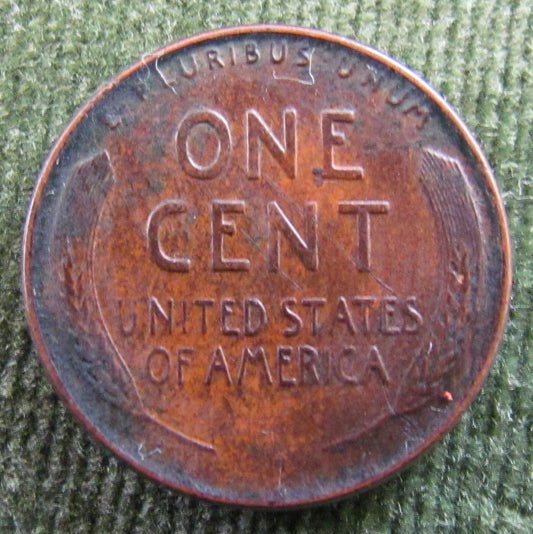 E PLURIBUS UNUM
ONE
CENT
UNITED STATES
OF AMERICA